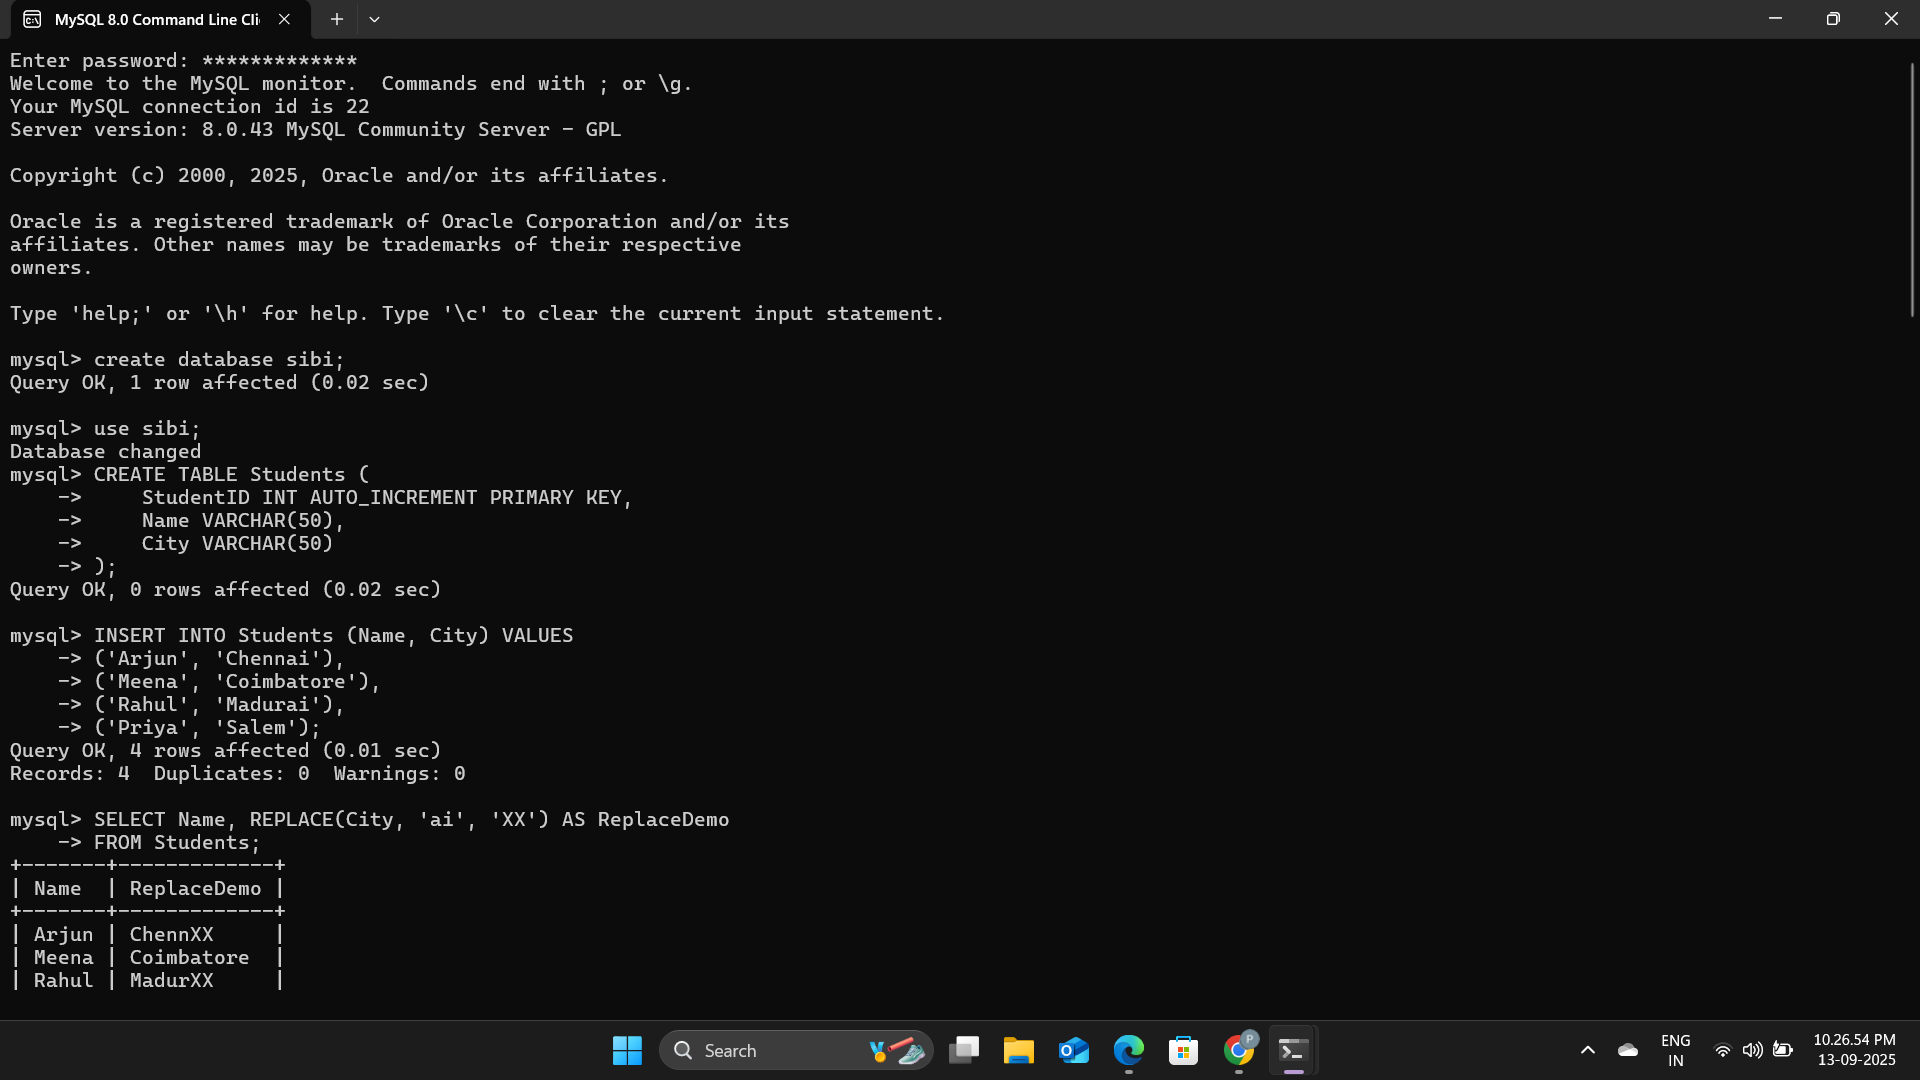 MySQL 8.0 Command Line Cli
Enter password: *************
Welcome to the MySQL monitor.  Commands end with ; or \g.
Your MySQL connection id is 22
Server version: 8.0.43 MySQL Community Server - GPL
Copyright (c) 2000, 2025, Oracle and/or its affiliates.
Oracle is a registered trademark of Oracle Corporation and/or its
affiliates. Other names may be trademarks of their respective
owners.
Type 'help;' or '\h' for help. Type '\c' to clear the current input statement.
mysql> create database sibi;
Query OK, 1 row affected (0.02 sec)
mysql> use sibi;
Database changed
mysql> CREATE TABLE Students (
    ->     StudentID INT AUTO_INCREMENT PRIMARY KEY,
    ->     Name VARCHAR(50),
    ->     City VARCHAR(50)
    -> );
Query OK, 0 rows affected (0.02 sec)
mysql> INSERT INTO Students (Name, City) VALUES
    -> ('Arjun', 'Chennai'),
    -> ('Meena', 'Coimbatore'),
    -> ('Rahul', 'Madurai'),
    -> ('Priya', 'Salem');
Query OK, 4 rows affected (0.01 sec)
Records: 4  Duplicates: 0  Warnings: 0
mysql> SELECT Name, REPLACE(City, 'ai', 'XX') AS ReplaceDemo
    -> FROM Students;
+-------+-------------+
| Name  | ReplaceDemo |
+-------+-------------+
| Arjun | ChennXX     |
| Meena | Coimbatore  |
| Rahul | MadurXX     |
Search
P
ENG
IN
10.26.54 PM
13-09-2025